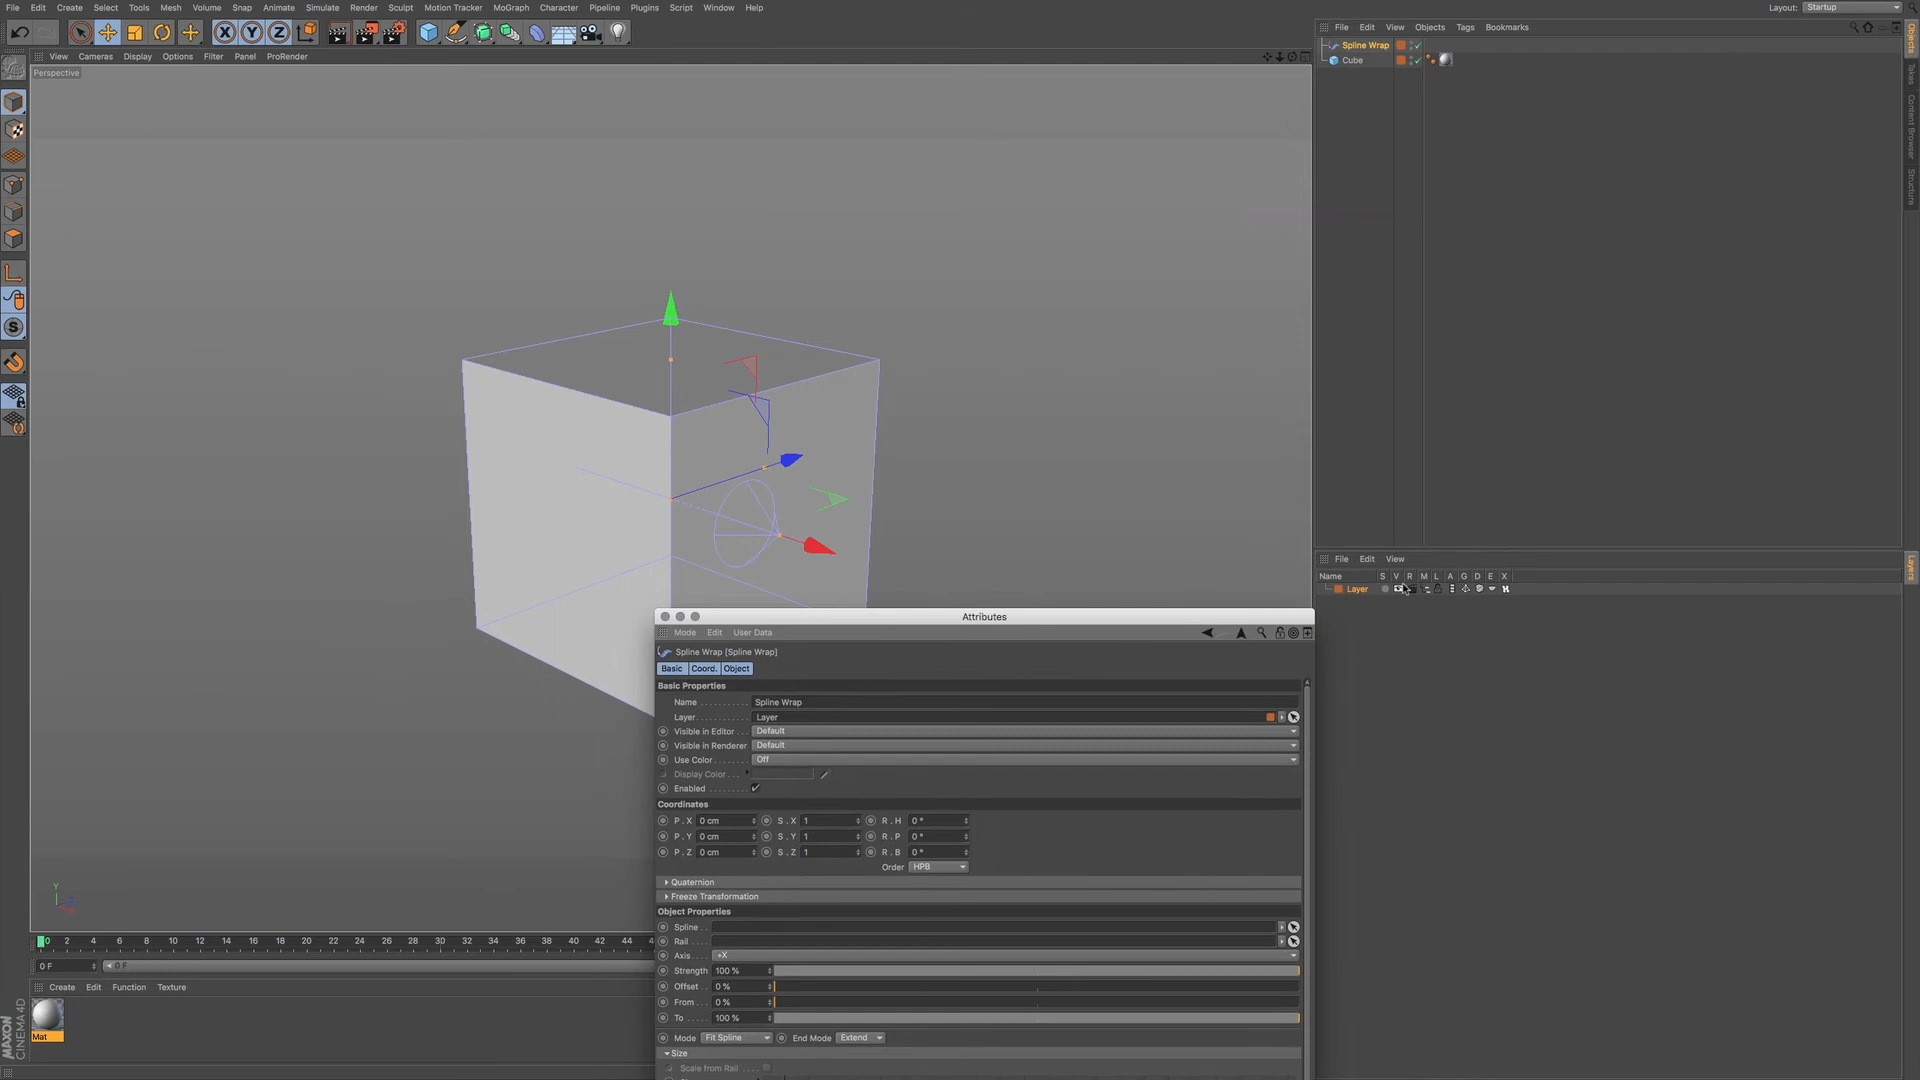 File Edit Create Select Tools Mesh Volume Snap Animate Simulate Render Sculpt Motion Tracker MoGraph Character Pipeline Plugins Script Window Help
Layout: Startup
View Cameras Display Options Filter Panel ProRender
File Edit View Objects Tags Bookmarks
Perspective
Spline Wrap
Cube
Objects
Takes
Content Browser
Structure
File Edit View
Name S V R M L A G D E X
Layer
Layers
Attributes
Mode Edit User Data
Spline Wrap [Spline Wrap]
Basic Coord. Object
Basic Properties
Name Spline Wrap
Layer Layer
Visible in Editor Default
Visible in Renderer Default
Use Color Off
Display Color
Enabled
Coordinates
P . X 0 cm S . X 1 R . H 0 °
P . Y 0 cm S . Y 1 R . P 0 °
P . Z 0 cm S . Z 1 R . B 0 °
Order HPB
Quaternion
Freeze Transformation
Object Properties
Spline
Rail
Axis +X
Strength 100 %
Offset 0 %
From 0 %
To 100 %
Mode Fit Spline End Mode Extend
Size
Scale from Rail
Y
0 2 4 6 8 10 12 14 16 18 20 22 24 26 28 30 32 34 36 38 40 42 44
0 F 0 F
Create Edit Function Texture
Mat
MAXON
CINEMA 4D